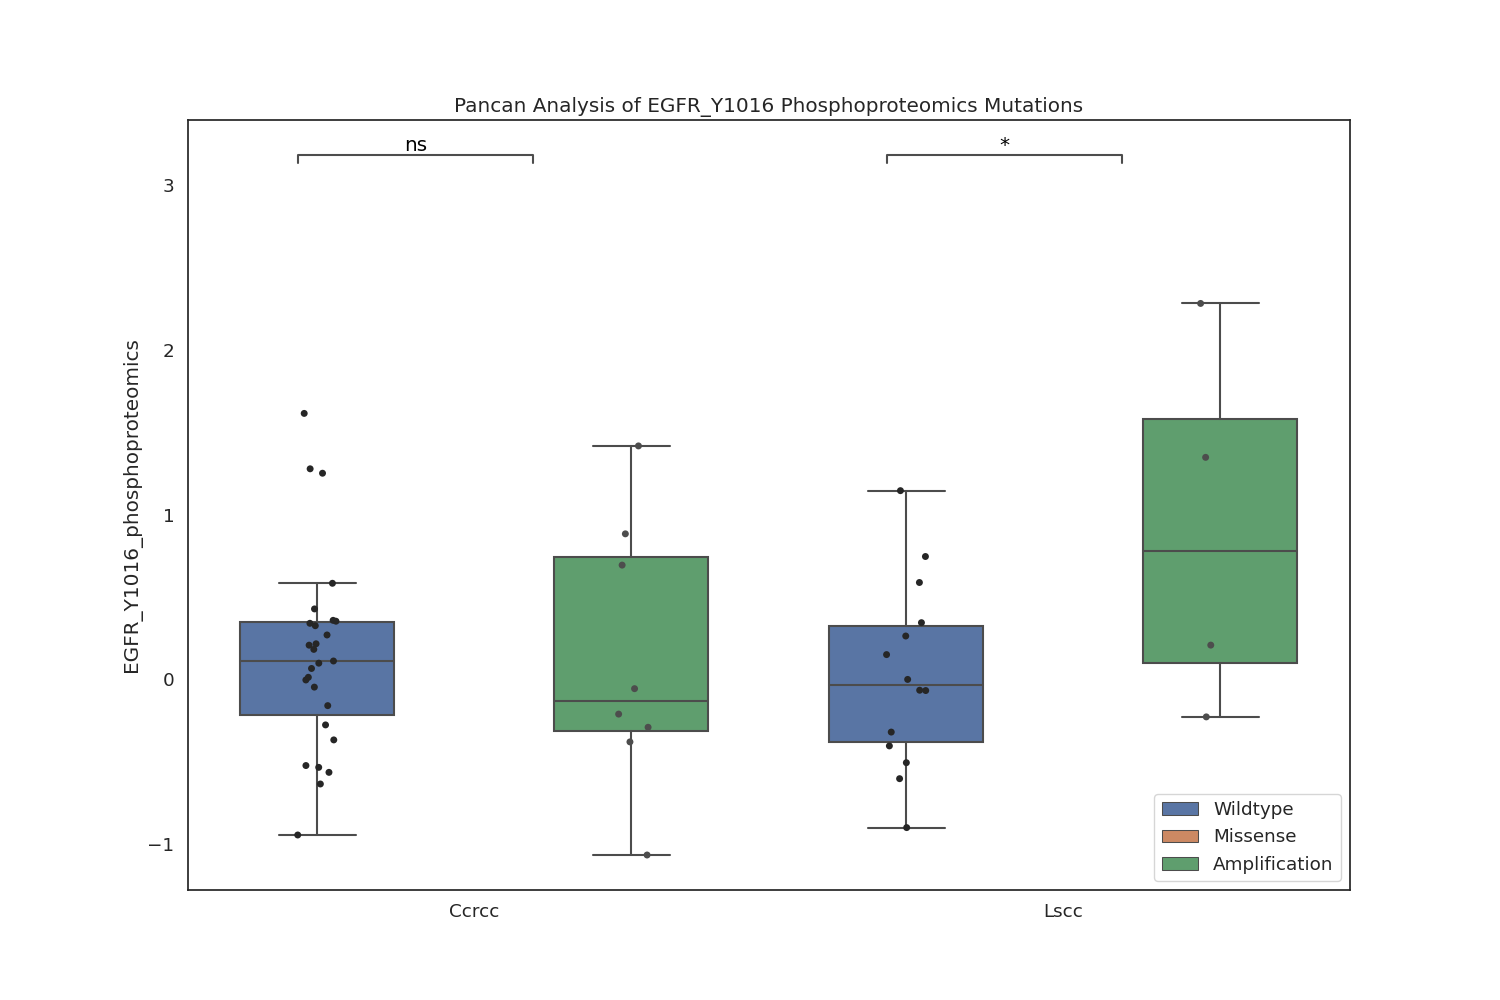 Pancan Analysis of EGFR_Y1016 Phosphoproteomics Mutations
ns
*
3
2
1
0
−1
EGFR_Y1016_phosphoproteomics
Wildtype
Missense
Amplification
Ccrcc
Lscc